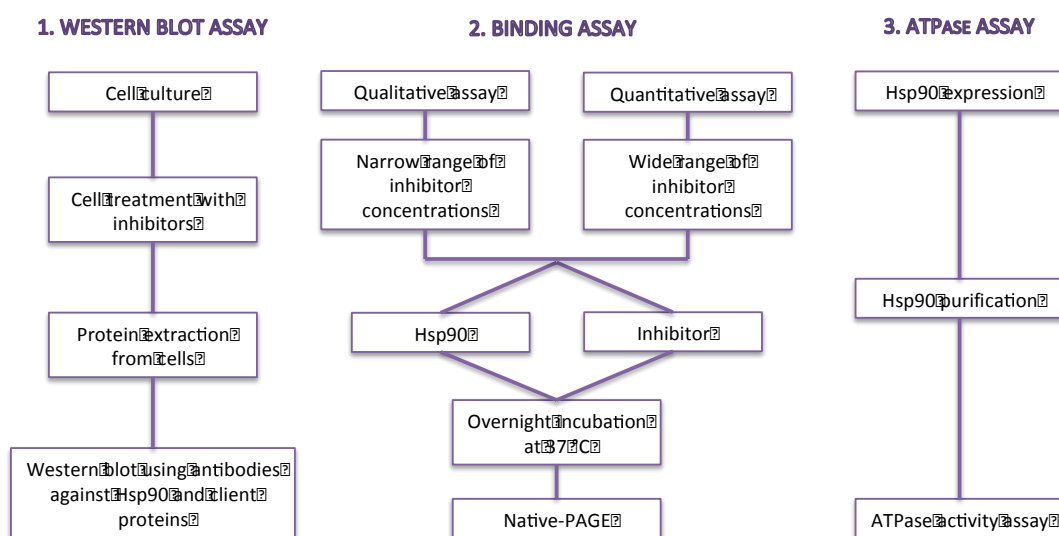 1. WESTERN BLOT ASSAY
Cell culture
Cell treatment with
inhibitors
Protein extraction
from cells
Western blot using antibodies
against Hsp90 and client
proteins
2. BINDING ASSAY
Qualitative assay
Quantitative assay
Narrow range of
inhibitor
concentrations
Wide range of
inhibitor
concentrations
Hsp90
Inhibitor
Overnight incubation
at 37 °C
Native-PAGE
3. ATPASE ASSAY
Hsp90 expression
Hsp90 purification
ATPase activity assay